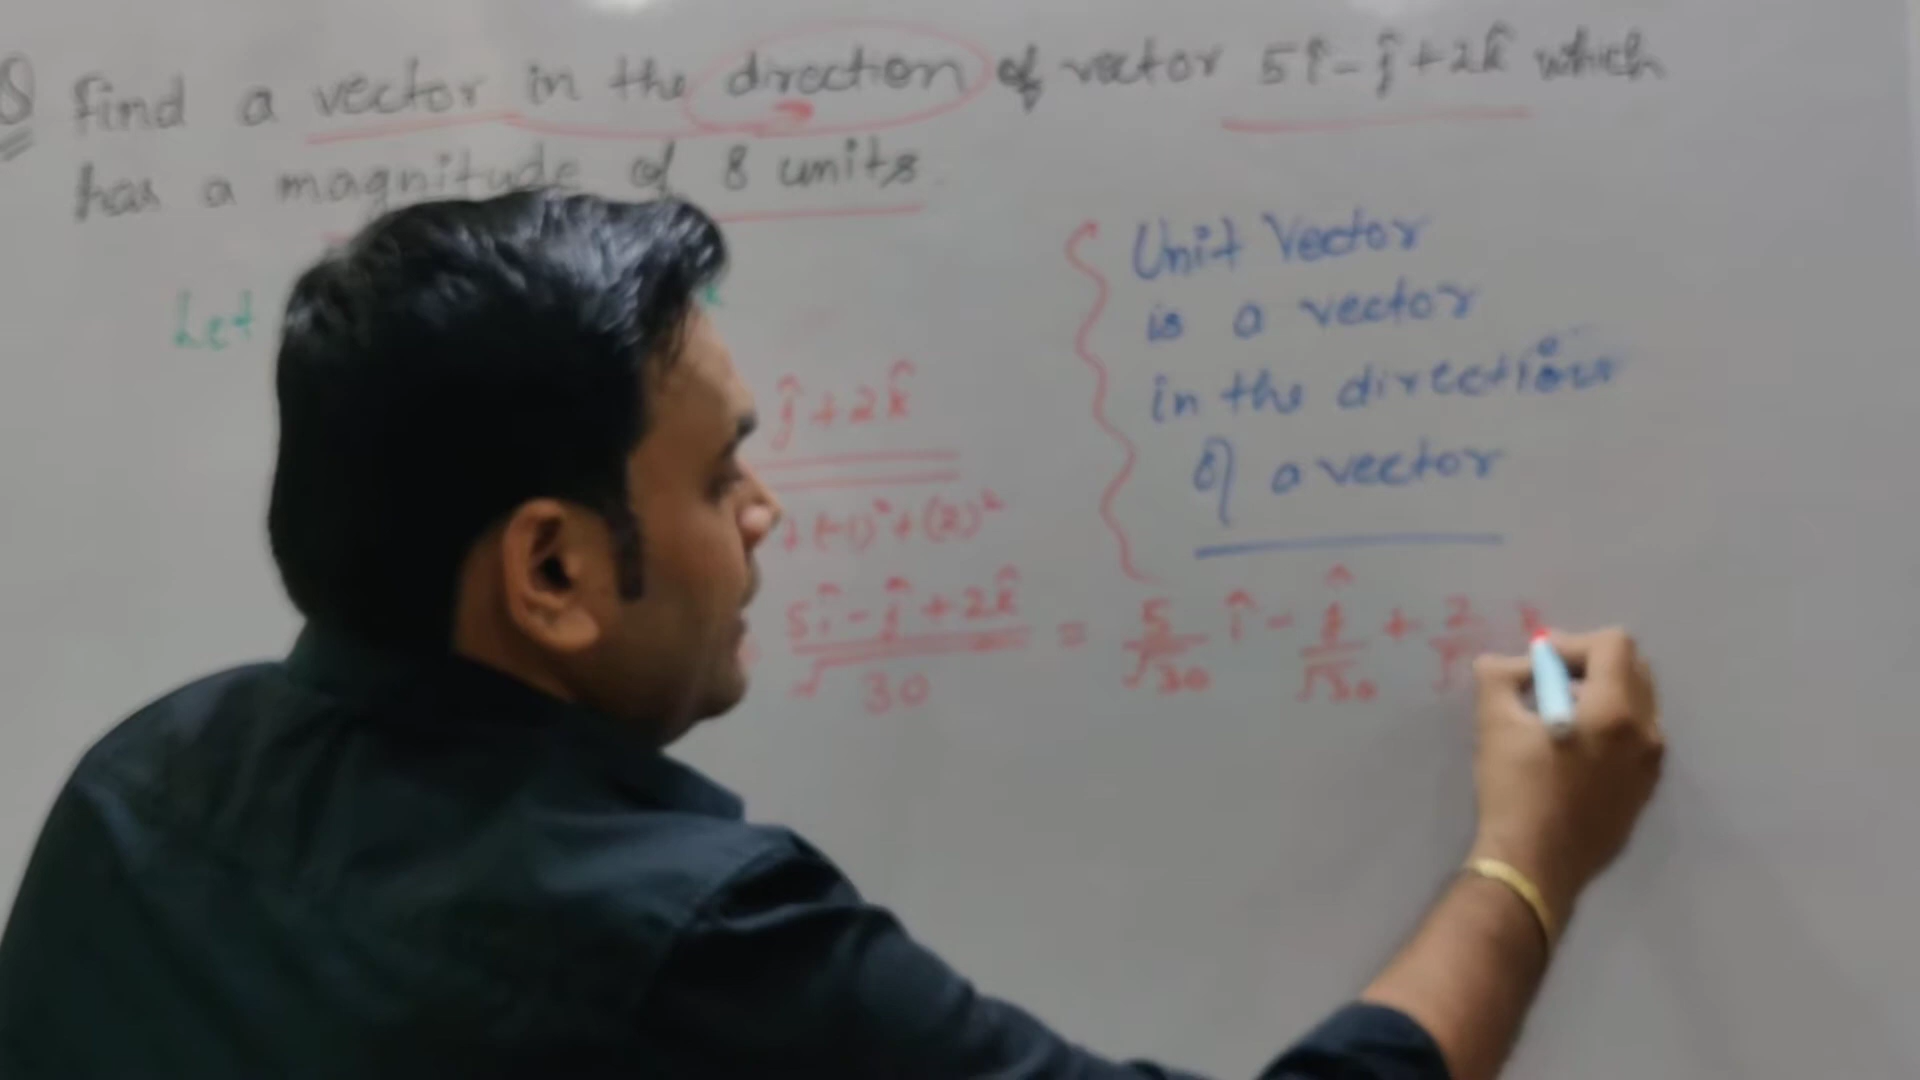 Q Find a vector in the direction of vector 5î - ĵ + 2k̂ which
has a magnitude of 8 units.
Let
ĵ + 2k̂
+ (-1)² + (2)²
5î - ĵ + 2k̂ / √30 = 5/√30 î - ĵ/√30 + 2/√
Unit Vector
is a vector
in the direction
of a vector